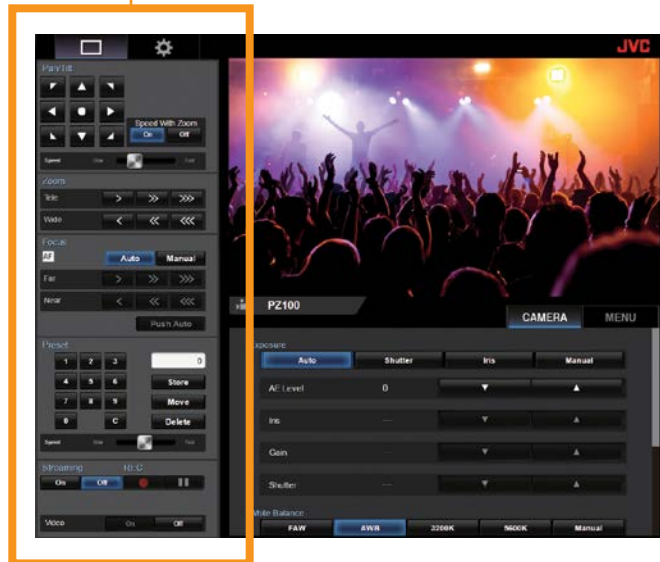 JVC
Pan/Tilt
Speed With Zoom
On Off
Speed Slow Fast
Zoom
Tele > >> >>>
Wide < << <<<
Focus
AF Auto Manual
Far > >> >>>
Near < << <<<
Push Auto
Preset
1 2 3 0
4 5 6 Store
7 8 9 Move
0 C Delete
Speed Slow Fast
Streaming REC
On Off
Video On Off
PZ100
CAMERA MENU
Exposure
Auto Shutter Iris Manual
AE Level 0 ▼ ▲
Iris --- ▼ ▲
Gain --- ▼ ▲
Shutter --- ▼ ▲
White Balance
FAW AWB 3200K 5600K Manual